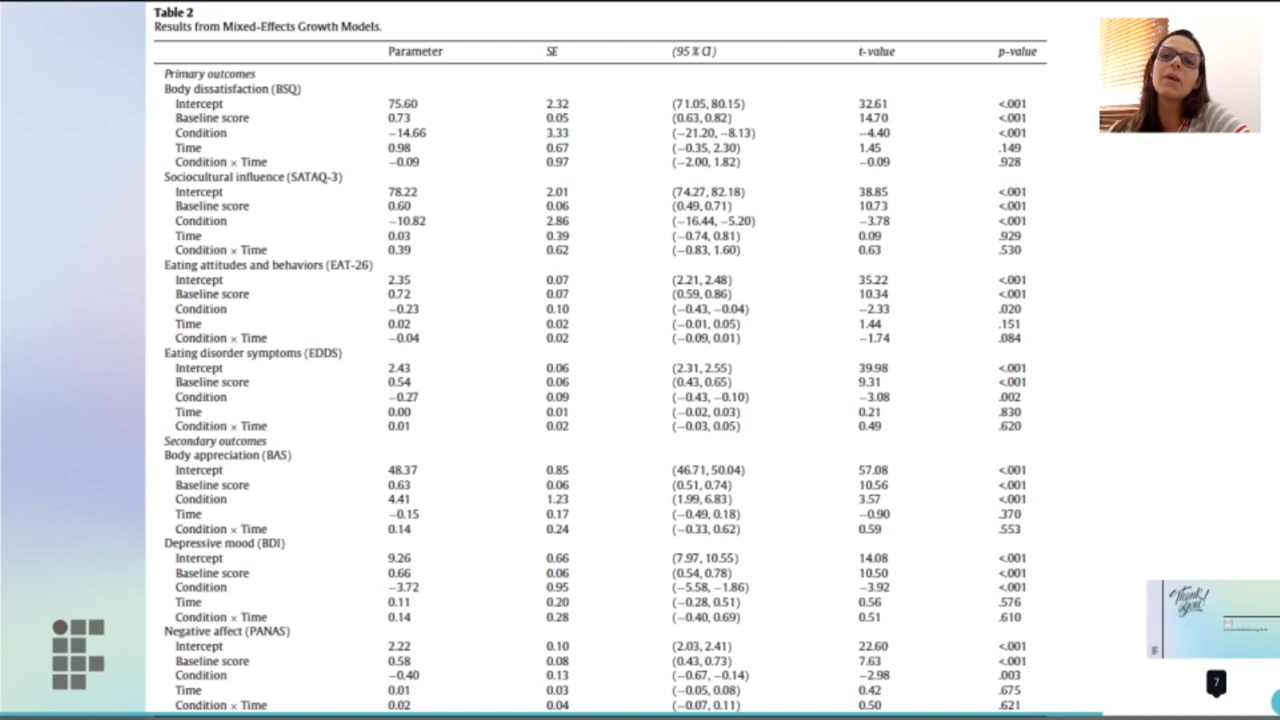 Table 2
Results from Mixed-Effects Growth Models.
Parameter SE (95 % CI) t-value p-value
Primary outcomes
Body dissatisfaction (BSQ)
Intercept 75.60 2.32 (71.05, 80.15) 32.61 <.001
Baseline score 0.73 0.05 (0.63, 0.82) 14.70 <.001
Condition −14.66 3.33 (−21.20, −8.13) −4.40 <.001
Time 0.98 0.67 (−0.35, 2.30) 1.45 .149
Condition × Time −0.09 0.97 (−2.00, 1.82) −0.09 .928
Sociocultural influence (SATAQ-3)
Intercept 78.22 2.01 (74.27, 82.18) 38.85 <.001
Baseline score 0.60 0.06 (0.49, 0.71) 10.73 <.001
Condition −10.82 2.86 (−16.44, −5.20) −3.78 <.001
Time 0.03 0.39 (−0.74, 0.81) 0.09 .929
Condition × Time 0.39 0.62 (−0.83, 1.60) 0.63 .530
Eating attitudes and behaviors (EAT-26)
Intercept 2.35 0.07 (2.21, 2.48) 35.22 <.001
Baseline score 0.72 0.07 (0.59, 0.86) 10.34 <.001
Condition −0.23 0.10 (−0.43, −0.04) −2.33 .020
Time 0.02 0.02 (−0.01, 0.05) 1.44 .151
Condition × Time −0.04 0.02 (−0.09, 0.01) −1.74 .084
Eating disorder symptoms (EDDS)
Intercept 2.43 0.06 (2.31, 2.55) 39.98 <.001
Baseline score 0.54 0.06 (0.43, 0.65) 9.31 <.001
Condition −0.27 0.09 (−0.43, −0.10) −3.08 .002
Time 0.00 0.01 (−0.02, 0.03) 0.21 .830
Condition × Time 0.01 0.02 (−0.03, 0.05) 0.49 .620
Secondary outcomes
Body appreciation (BAS)
Intercept 48.37 0.85 (46.71, 50.04) 57.08 <.001
Baseline score 0.63 0.06 (0.51, 0.74) 10.56 <.001
Condition 4.41 1.23 (1.99, 6.83) 3.57 <.001
Time −0.15 0.17 (−0.49, 0.18) −0.90 .370
Condition × Time 0.14 0.24 (−0.33, 0.62) 0.59 .553
Depressive mood (BDI)
Intercept 9.26 0.66 (7.97, 10.55) 14.08 <.001
Baseline score 0.66 0.06 (0.54, 0.78) 10.50 <.001
Condition −3.72 0.95 (−5.58, −1.86) −3.92 <.001
Time 0.11 0.20 (−0.28, 0.51) 0.56 .576
Condition × Time 0.14 0.28 (−0.40, 0.69) 0.51 .610
Negative affect (PANAS)
Intercept 2.22 0.10 (2.03, 2.41) 22.60 <.001
Baseline score 0.58 0.08 (0.43, 0.73) 7.63 <.001
Condition −0.40 0.13 (−0.67, −0.14) −2.98 .003
Time 0.01 0.03 (−0.05, 0.08) 0.42 .675
Condition × Time 0.02 0.04 (−0.07, 0.11) 0.50 .621
Thank you!
7